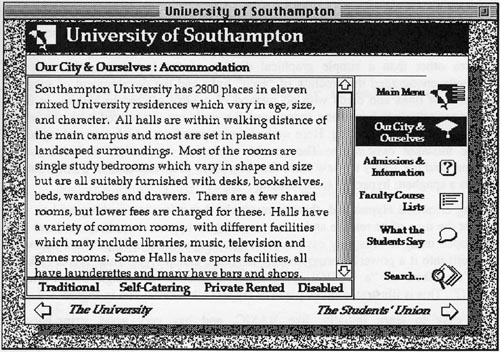 University of Southampton
University of Southampton
Our City & Ourselves : Accommodation
Southampton University has 2800 places in eleven
mixed University residences which vary in age, size,
and character. All halls are within walking distance of
the main campus and most are set in pleasant
landscaped surroundings. Most of the rooms are
single study bedrooms which vary in shape and size
but are all suitably furnished with desks, bookshelves,
beds, wardrobes and drawers. There are a few shared
rooms, but lower fees are charged for these. Halls have
a variety of common rooms, with different facilities
which may include libraries, music, television and
games rooms. Some Halls have sports facilities, all
have launderettes and many have bars and shops.
Traditional Self-Catering Private Rented Disabled
Main Menu
Our City &
Ourselves
Admissions &
Information
?
Faculty Course
Lists
What the
Students Say
Search...
The University
The Students' Union